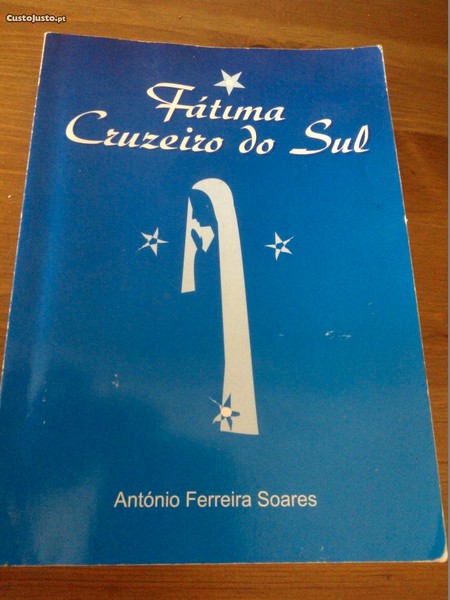 CustoJusto.pt
Fátima
Cruzeiro do Sul
António Ferreira Soares